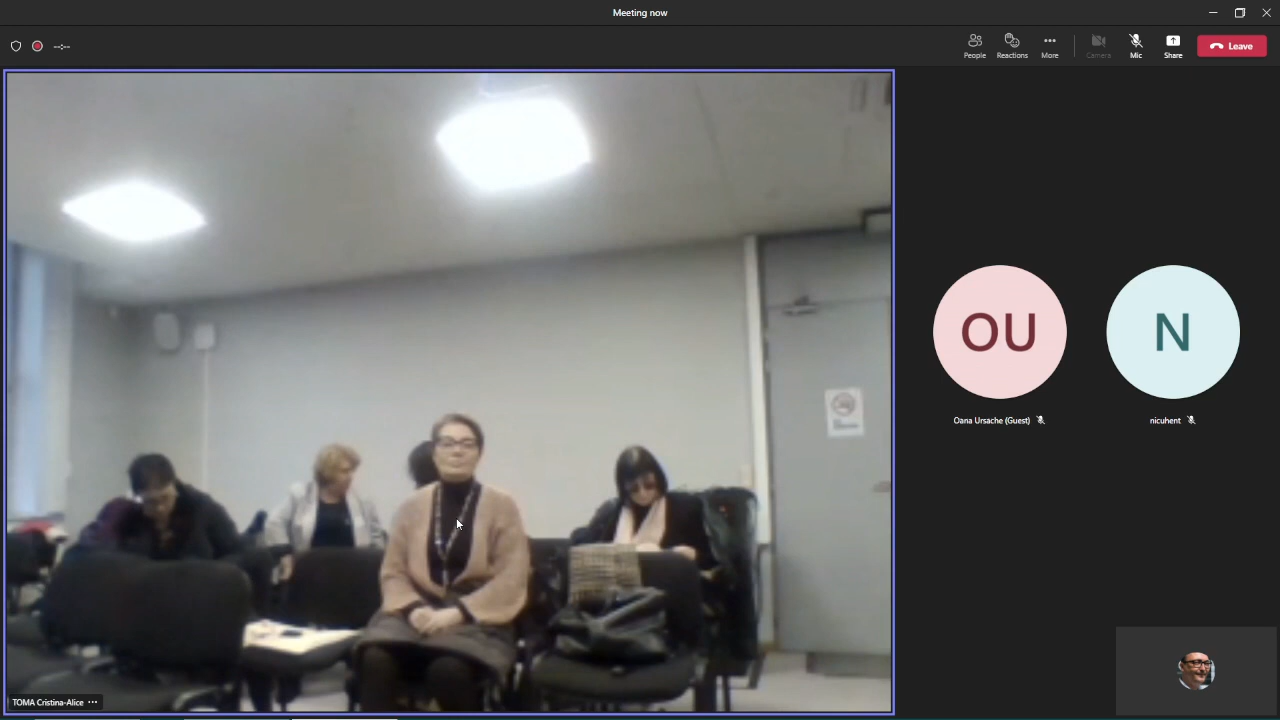 Meeting now
--:--
People
Reactions
More
Camera
Mic
Share
Leave
OU
N
Oana Ursache (Guest)
nicuhent
TOMA Cristina-Alice